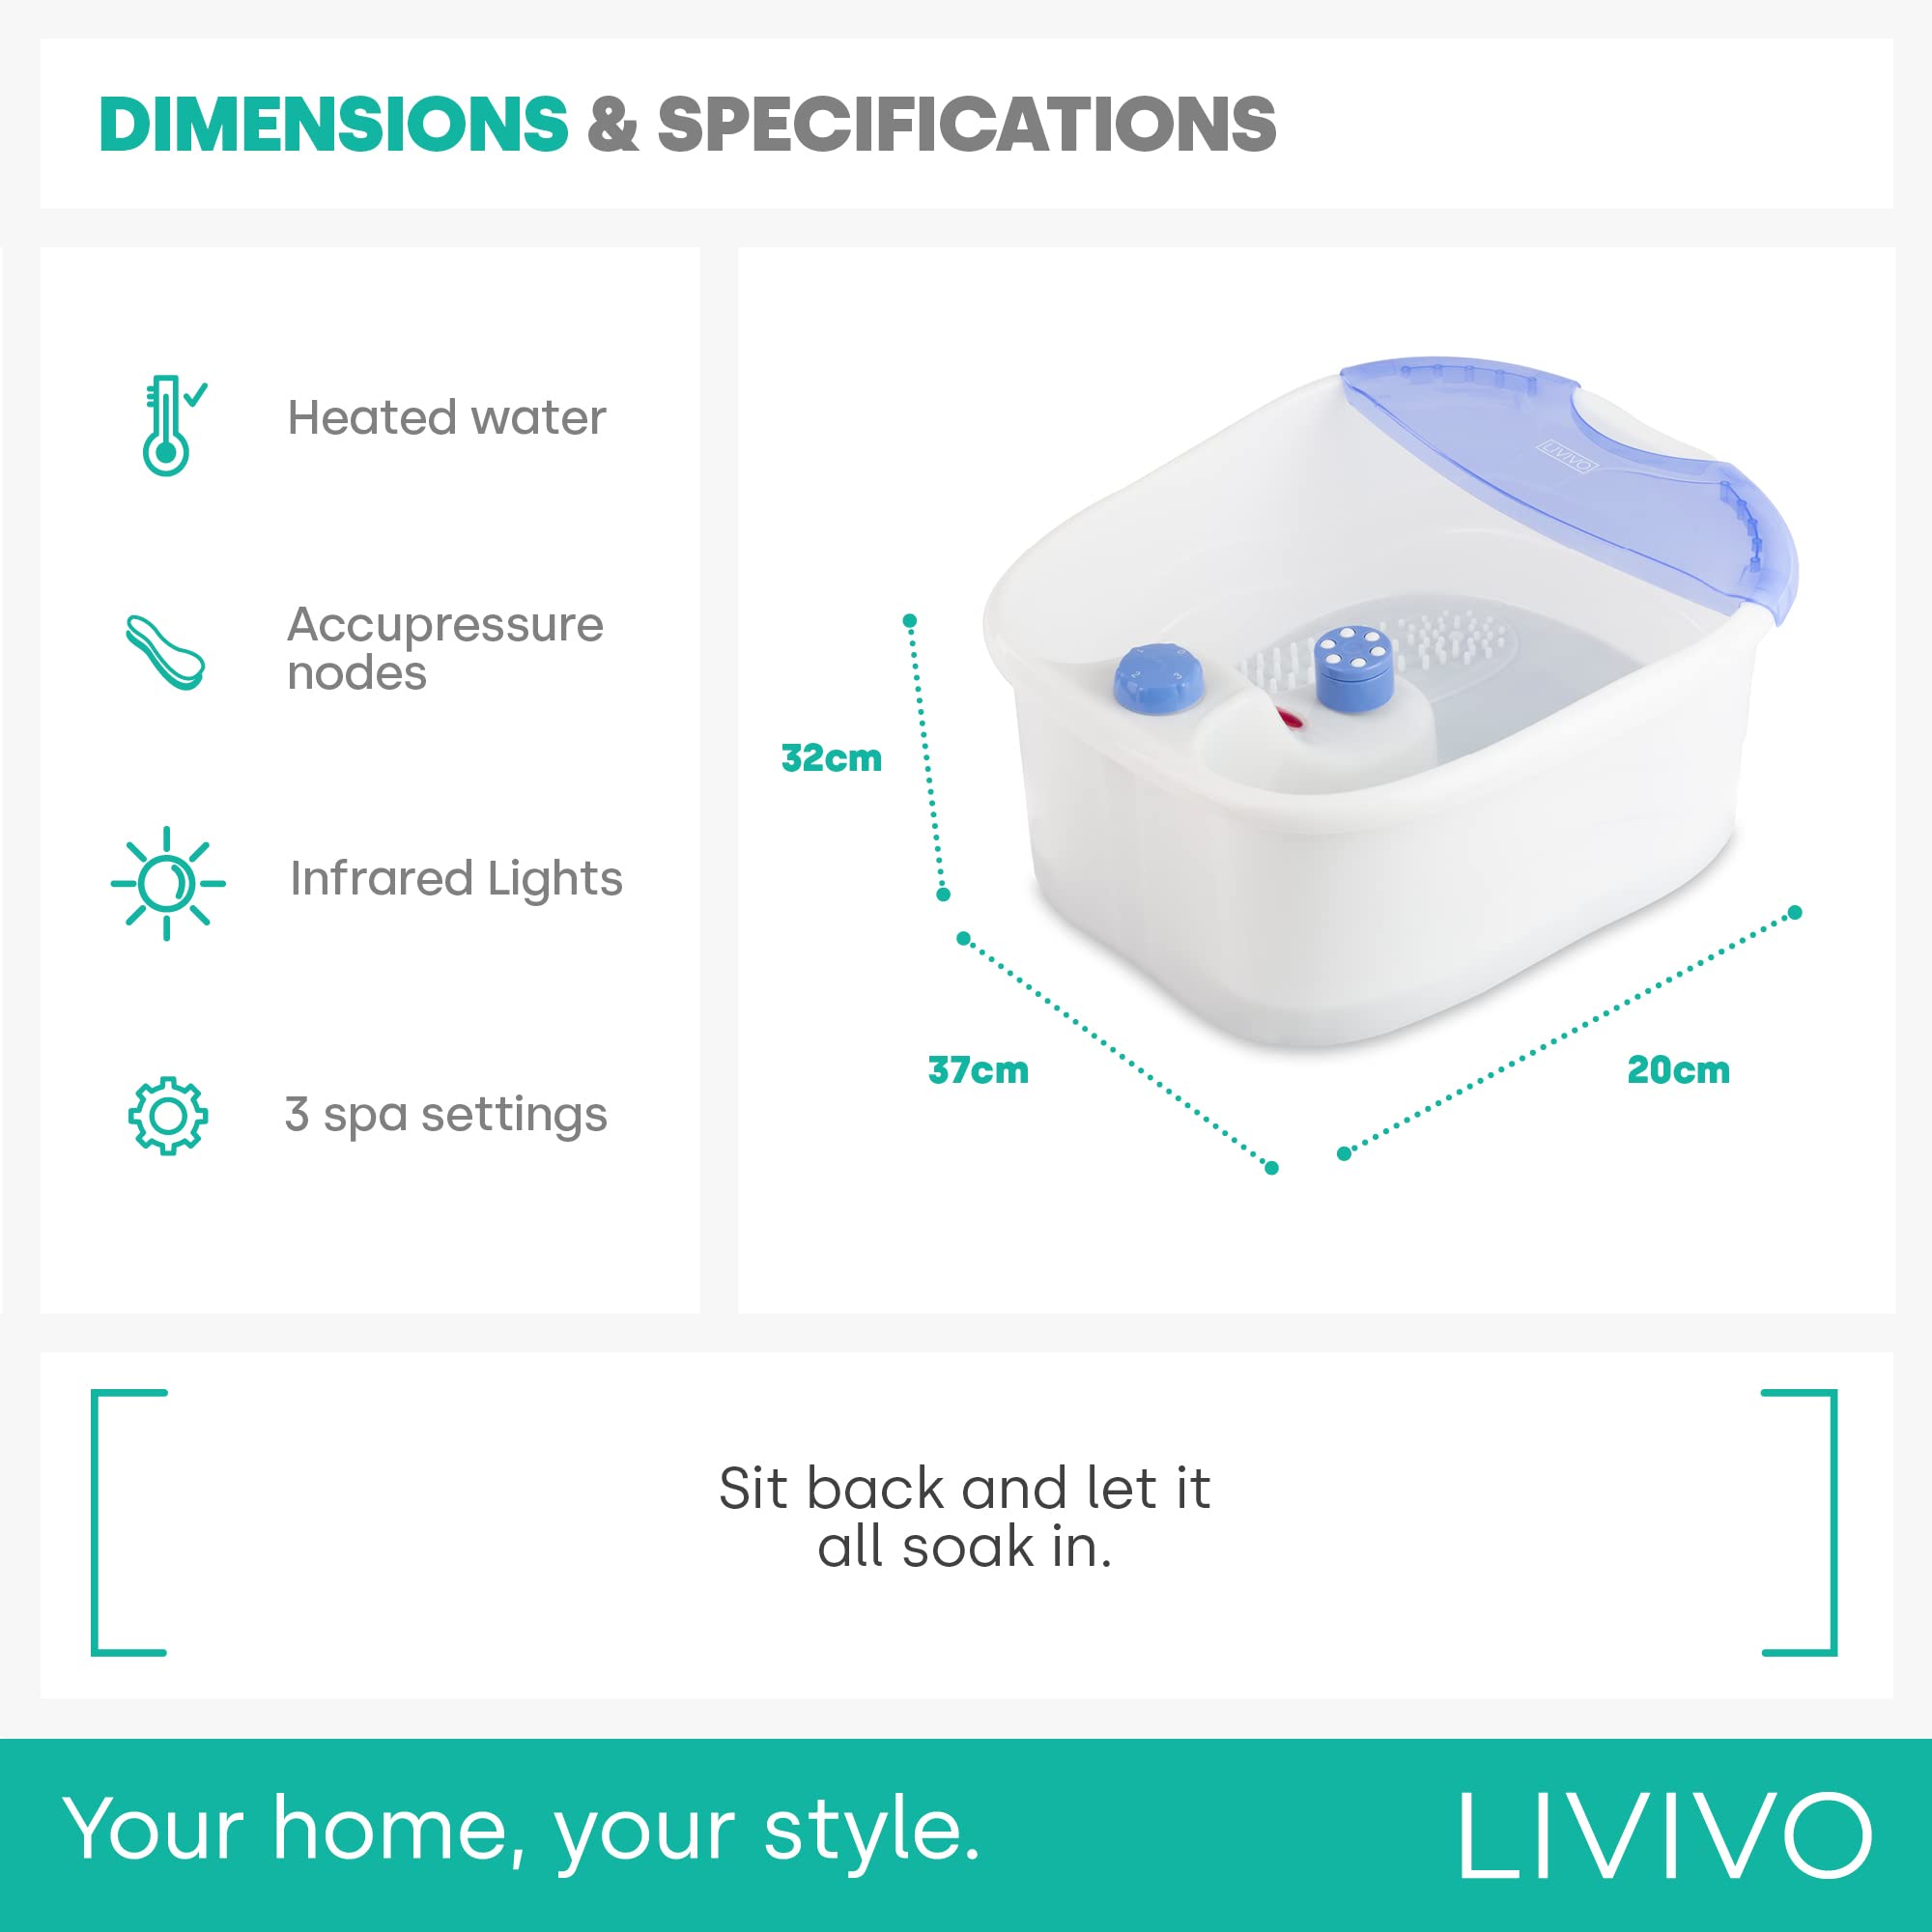 DIMENSIONS & SPECIFICATIONS
Heated water
Accupressure
nodes
Infrared Lights
3 spa settings
LIVIVO
32cm
37cm
20cm
Sit back and let it
all soak in.
Your home, your style.
LIVIVO